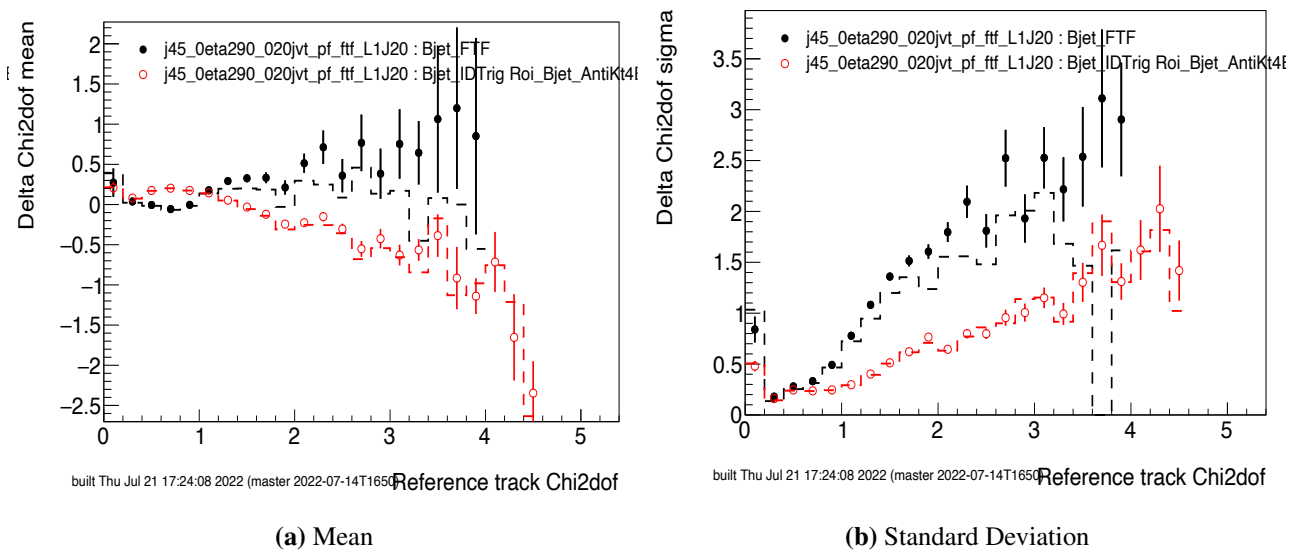 j45_0eta290_020jvt_pf_ftf_L1J20 : Bjet_FTF
j45_0eta290_020jvt_pf_ftf_L1J20 : Bjet_IDTrig Roi_Bjet_AntiKt4E
Delta Chi2dof mean
2
1.5
1
0.5
0
−0.5
−1
−1.5
−2
−2.5
0 1 2 3 4 5
built Thu Jul 21 17:24:08 2022 (master 2022-07-14T1650)
Reference track Chi2dof
(a) Mean
j45_0eta290_020jvt_pf_ftf_L1J20 : Bjet_FTF
j45_0eta290_020jvt_pf_ftf_L1J20 : Bjet_IDTrig Roi_Bjet_AntiKt4E
Delta Chi2dof sigma
3.5
3
2.5
2
1.5
1
0.5
0
0 1 2 3 4 5
built Thu Jul 21 17:24:08 2022 (master 2022-07-14T1650)
Reference track Chi2dof
(b) Standard Deviation